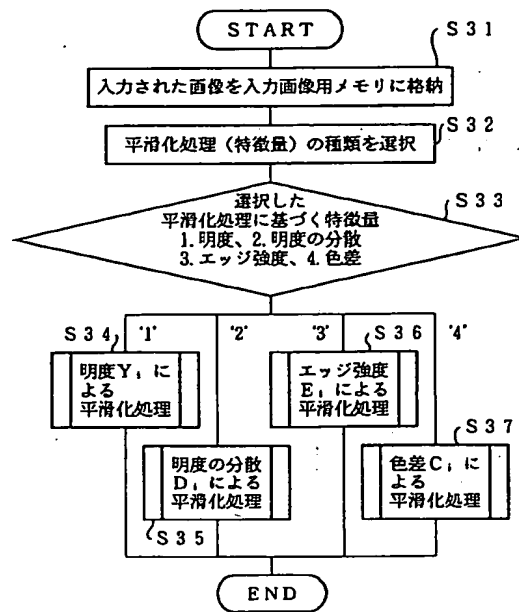 START
S31
入力された画像を入力画像用メモリに格納
S32
平滑化処理（特徴量）の種類を選択
S33
選択した
平滑化処理に基づく特徴量
1.明度、2.明度の分散
3.エッジ強度、4.色差
S34
'1'
'2'
'3'
S36
'4'
明度Yiに
よる
平滑化処理
エッジ強度
Eiによる
平滑化処理
S37
明度の分散
Diによる
平滑化処理
色差Ciに
よる
平滑化処理
S35
END